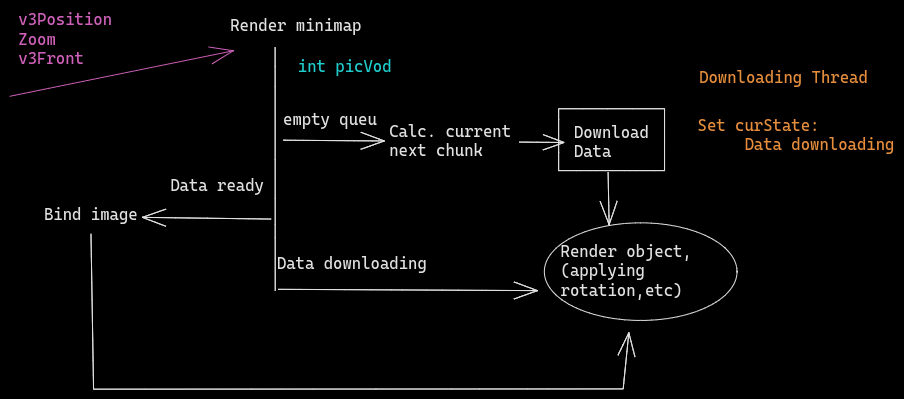 v3Position
Zoom
v3Front
Render minimap
int picVod
Downloading Thread
empty queu
Calc. current
next chunk
Download
Data
Set curState:
Data downloading
Data ready
Bind image
Data downloading
Render object,
(applying
rotation,etc)